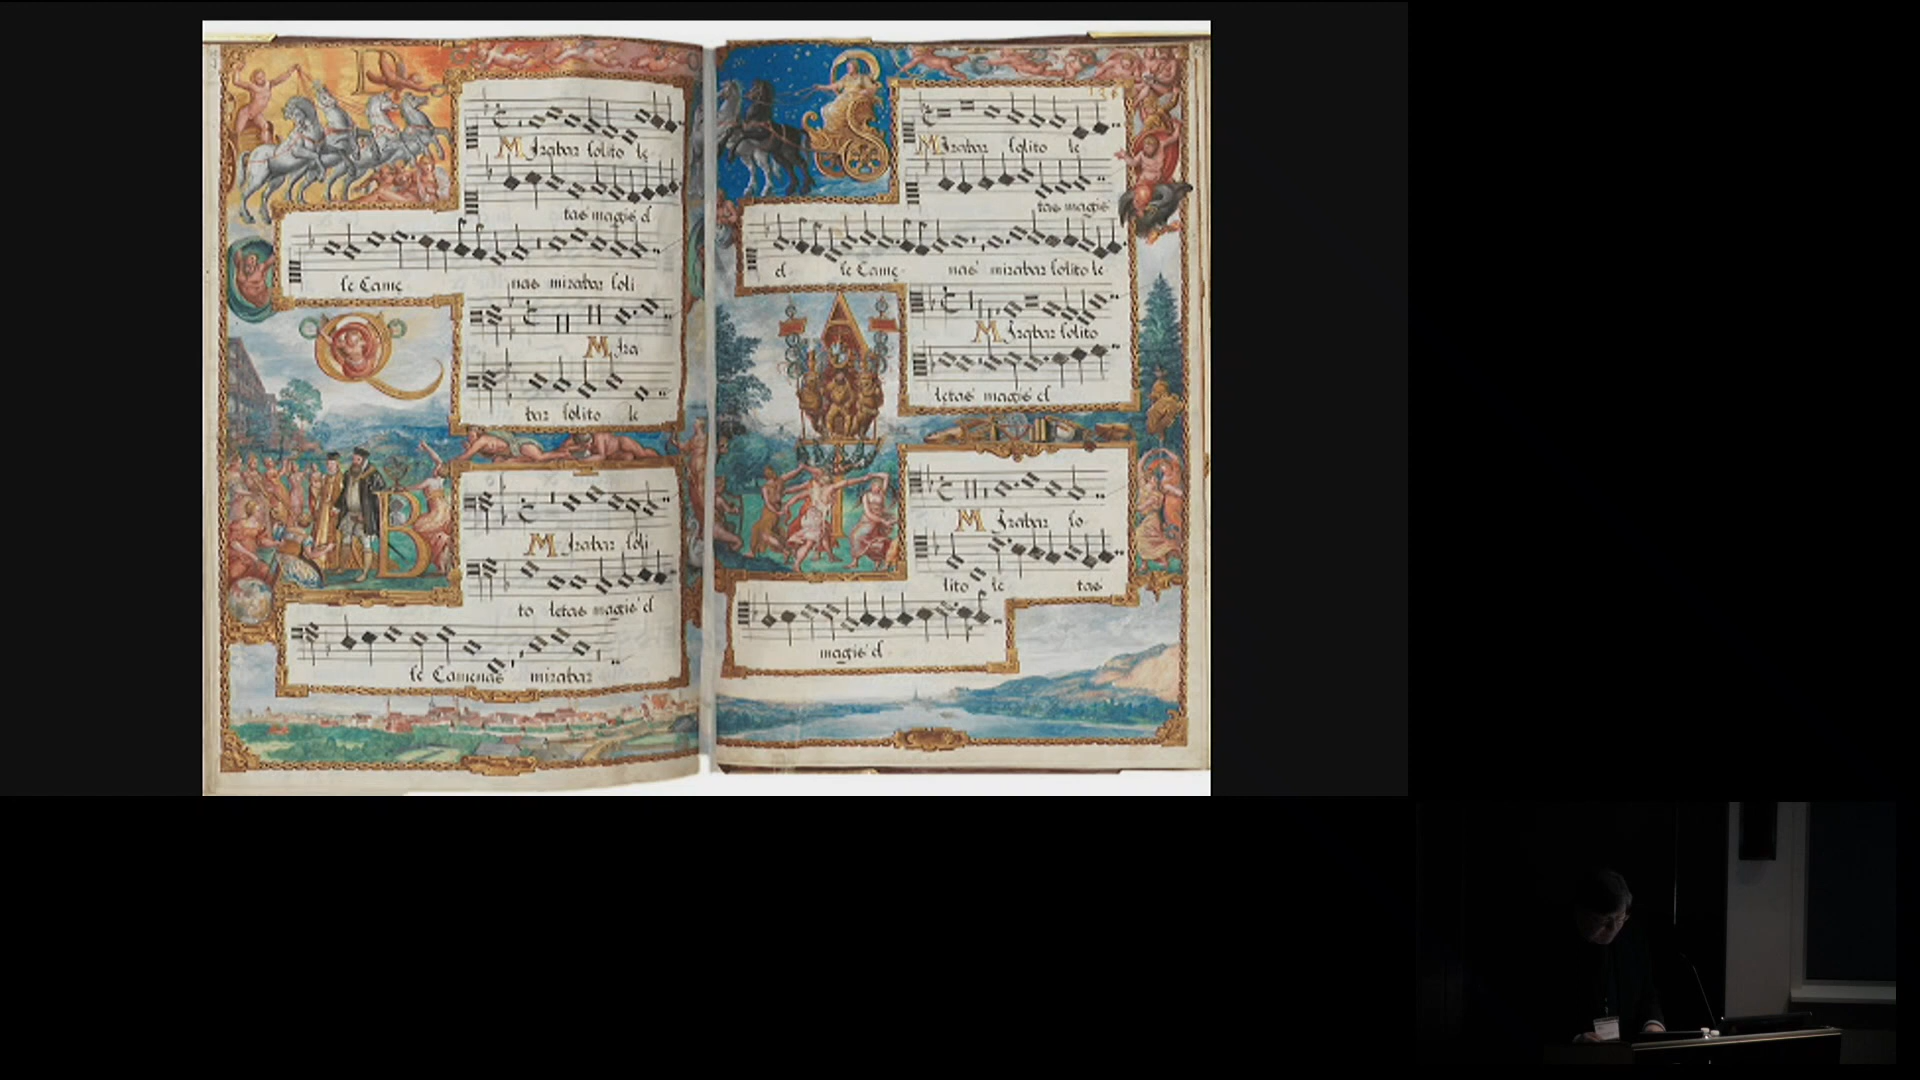 Mirabar solito le
tas magis el
le Came nas mirabar soli
Mira
bar solito le
Mirabar soli
to letas magis el
le Camenas mirabar
Mirabar solito le
tas magis
el le Came nas mirabar solito le
Mirabar solito
letas magis el
Mirabar so
lito le tas
magis el